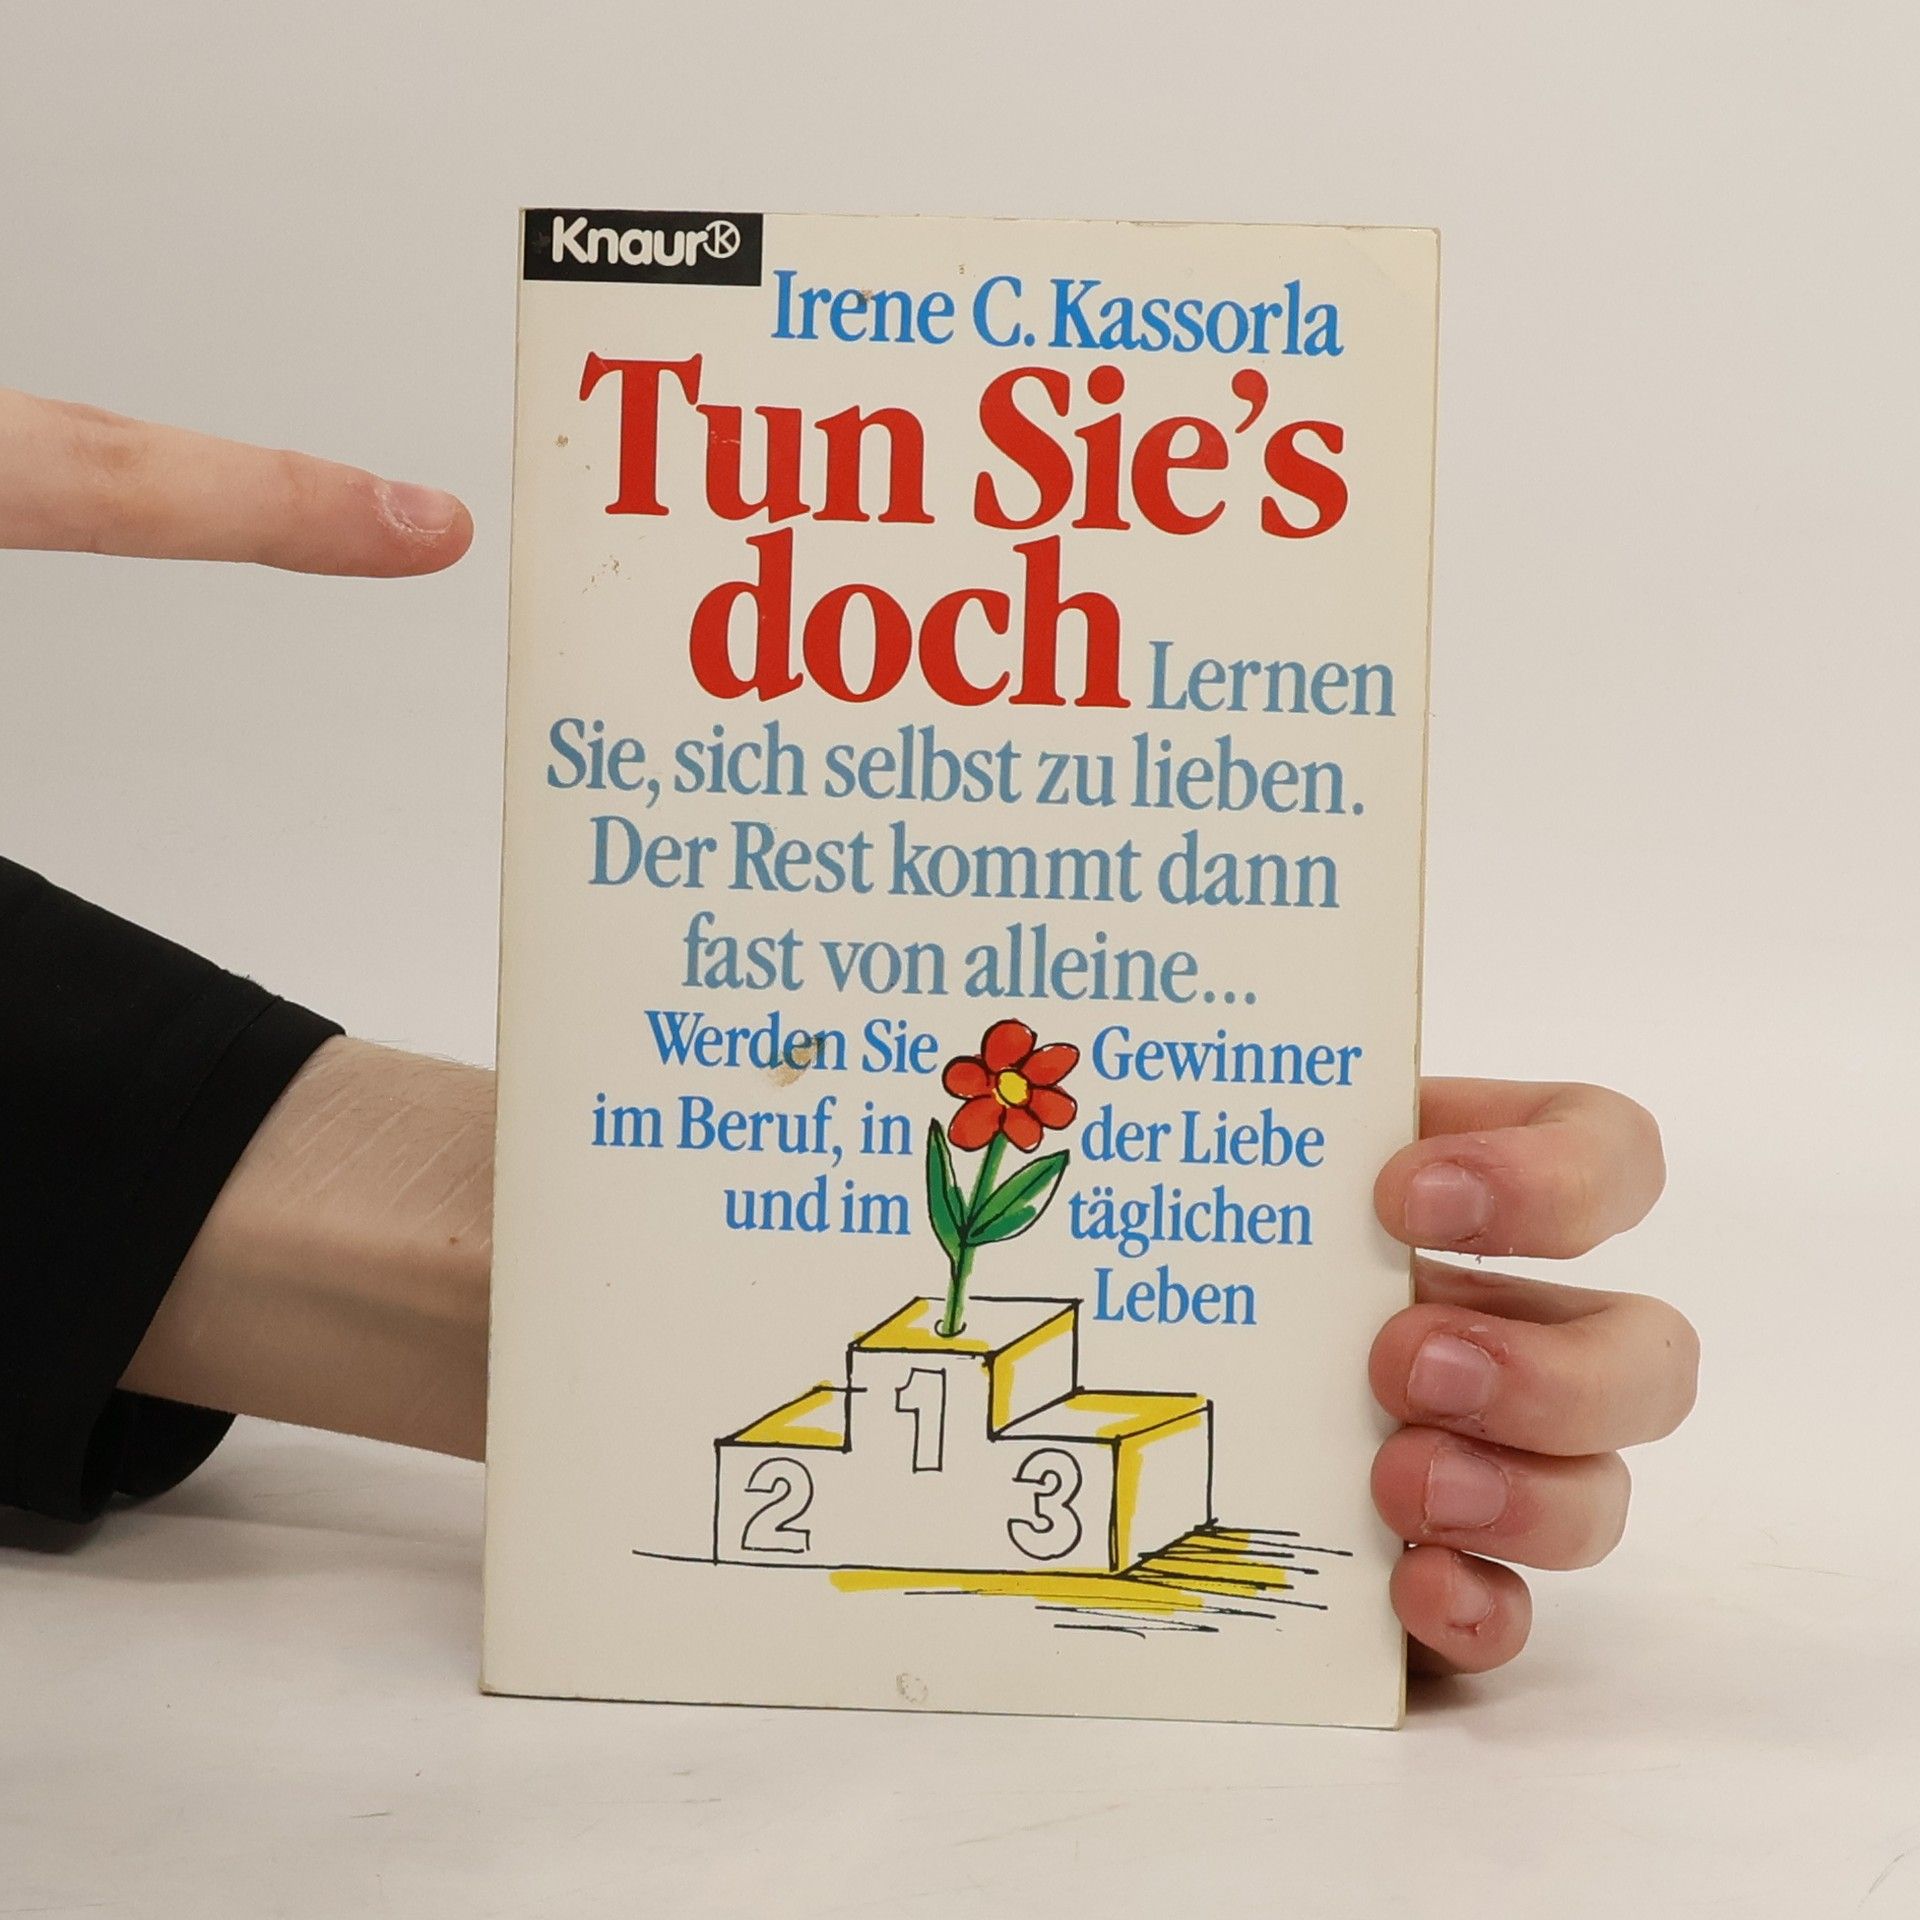 Knaur
Irene C. Kassorla
Tun Sie's
doch Lernen
Sie, sich selbst zu lieben.
Der Rest kommt dann
fast von alleine...
Werden Sie Gewinner
im Beruf, in der Liebe
und im täglichen
Leben
1
2 3